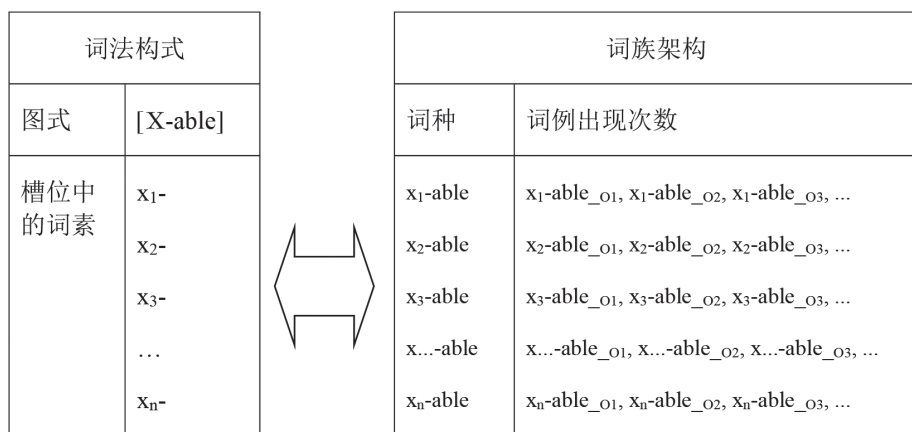 词法构式 词族架构
图式 [X-able] 词种 词例出现次数
槽位中的词素 x₁- x₁-able x₁-able_O1, x₁-able_O2, x₁-able_O3, ...
x₂- x₂-able x₂-able_O1, x₂-able_O2, x₂-able_O3, ...
x₃- x₃-able x₃-able_O1, x₃-able_O2, x₃-able_O3, ...
… x...-able x...-able_O1, x...-able_O2, x...-able_O3, ...
xₙ- xₙ-able xₙ-able_O1, xₙ-able_O2, xₙ-able_O3, ...